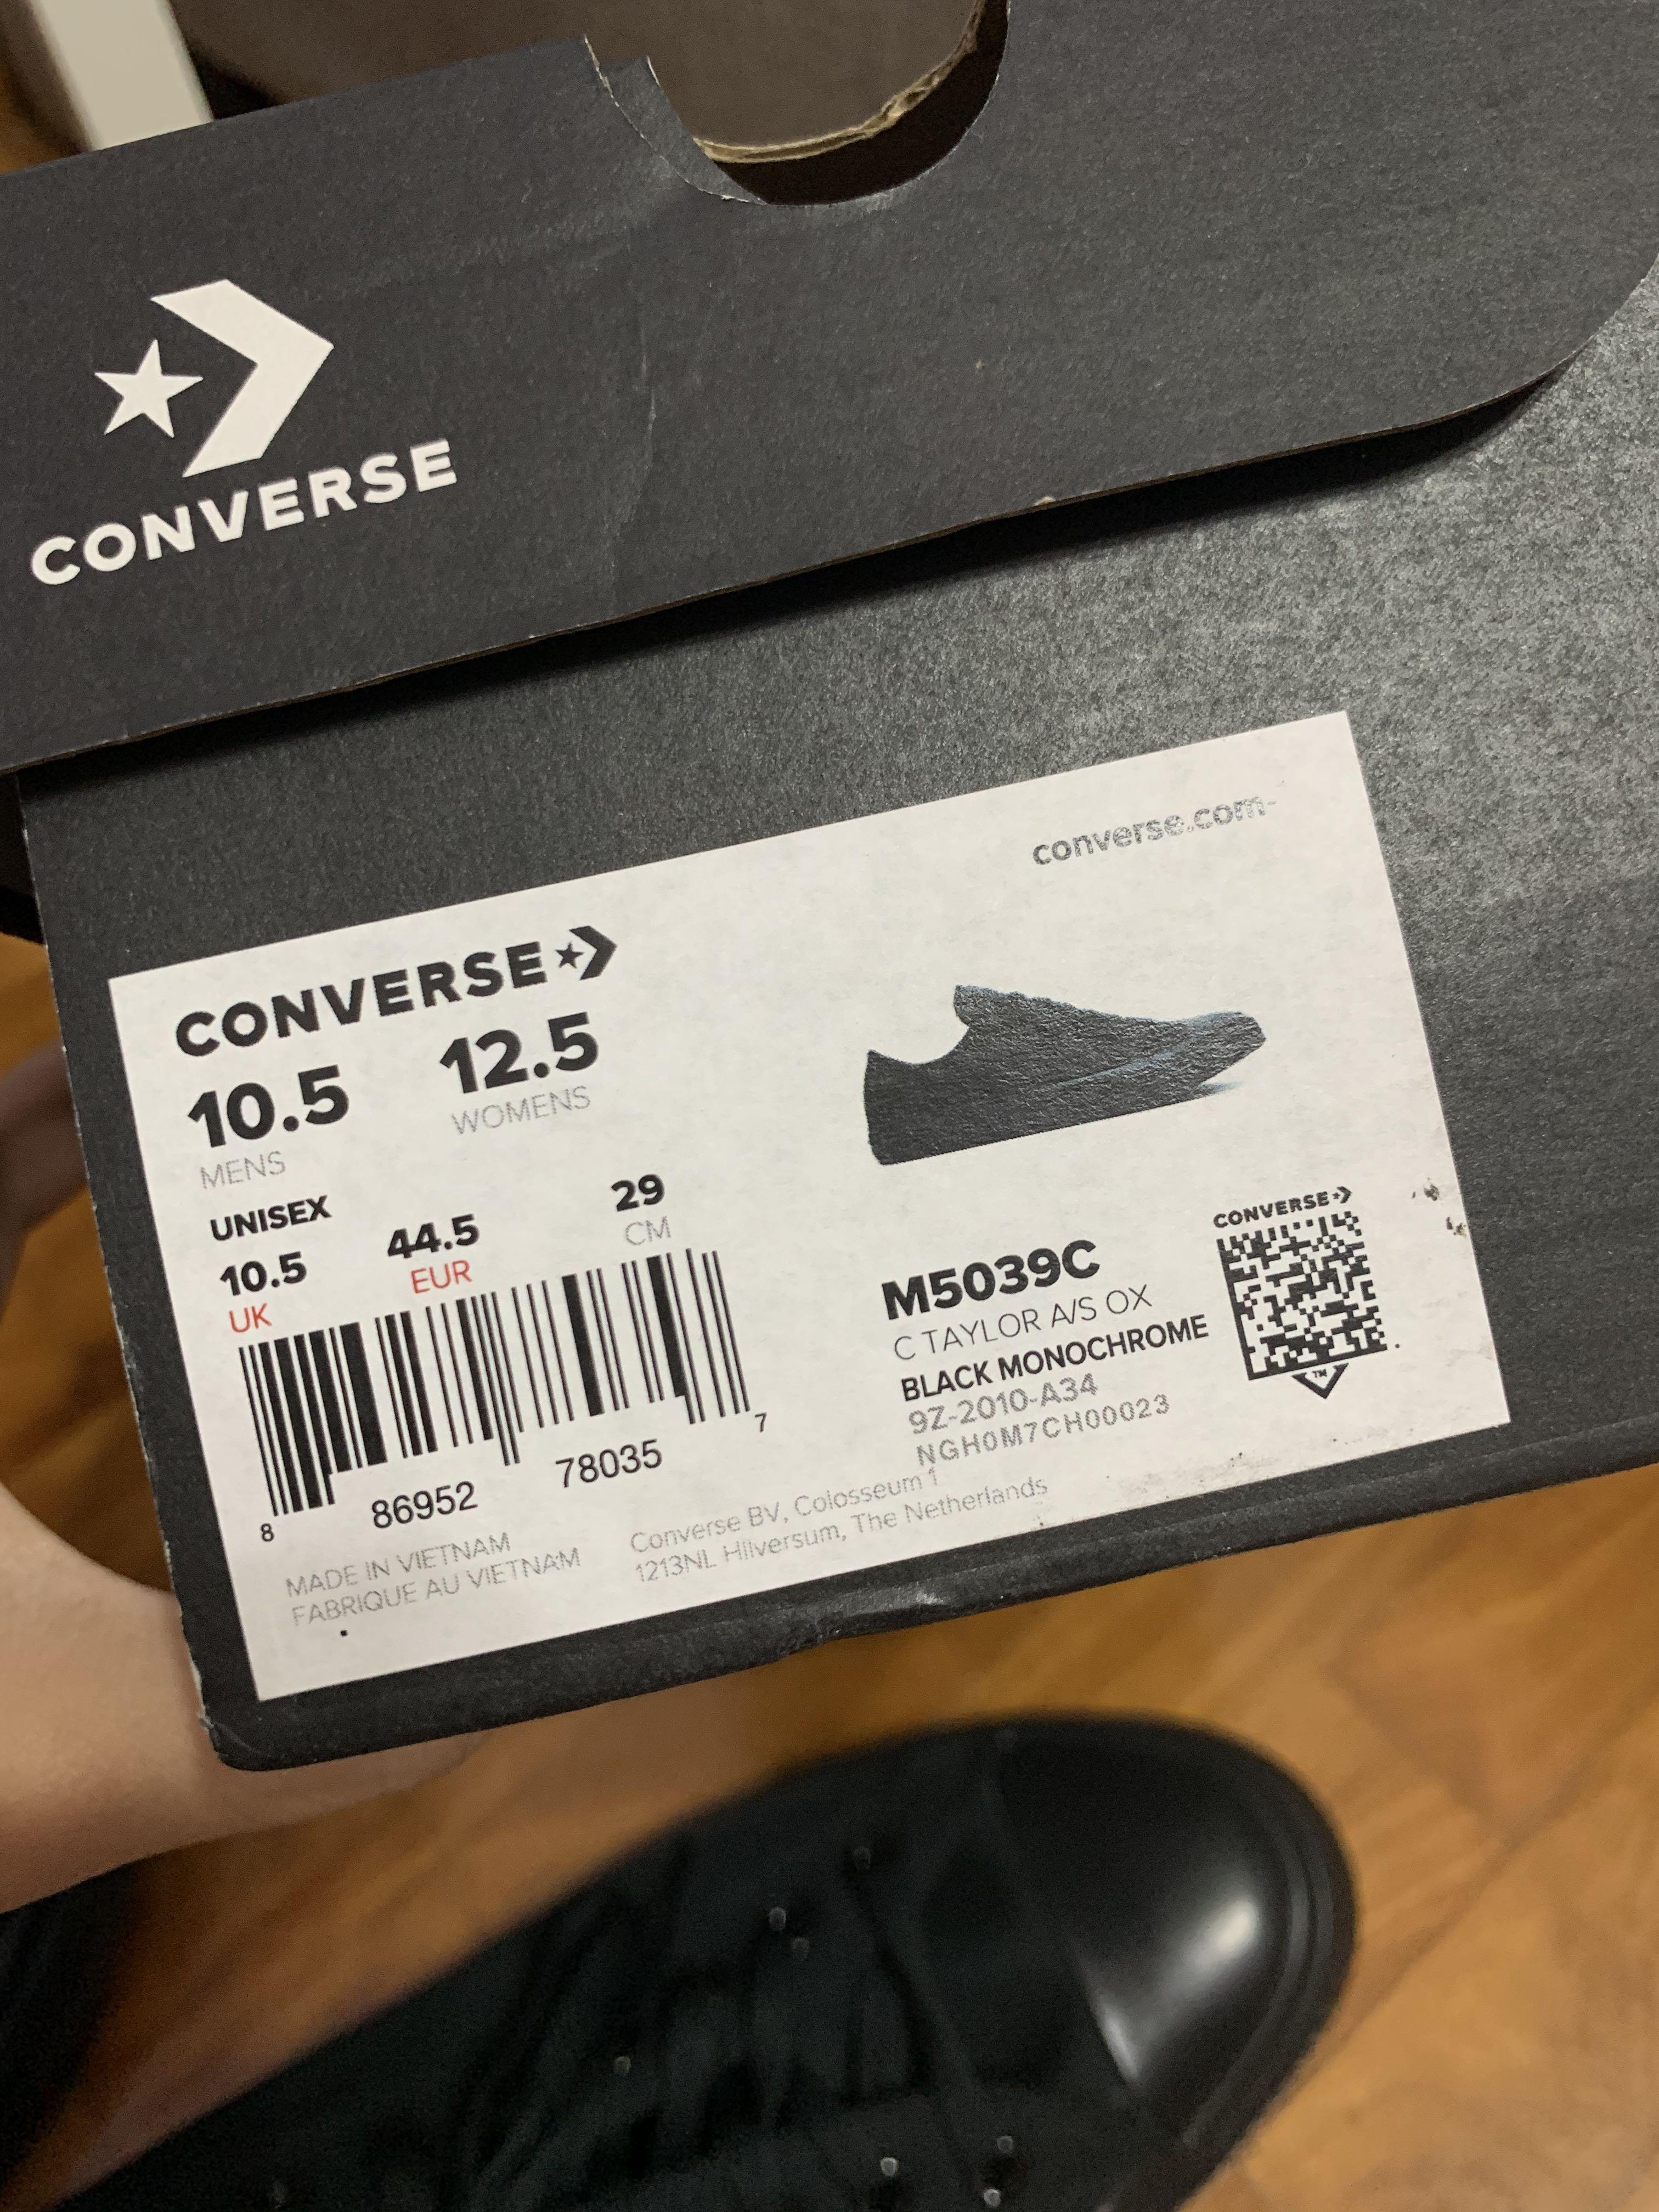 CONVERSE
converse.com
CONVERSE
10.5 12.5
MENS WOMENS
UNISEX
10.5 44.5 29
UK EUR CM
8 86952 78035 7
MADE IN VIETNAM
FABRIQUE AU VIETNAM
CONVERSE
M5039C
C TAYLOR A/S OX
BLACK MONOCHROME
9Z-2010-A34
NGH0M7CH00023
TM
Converse BV, Colosseum 1
1213NL Hilversum, The Netherlands